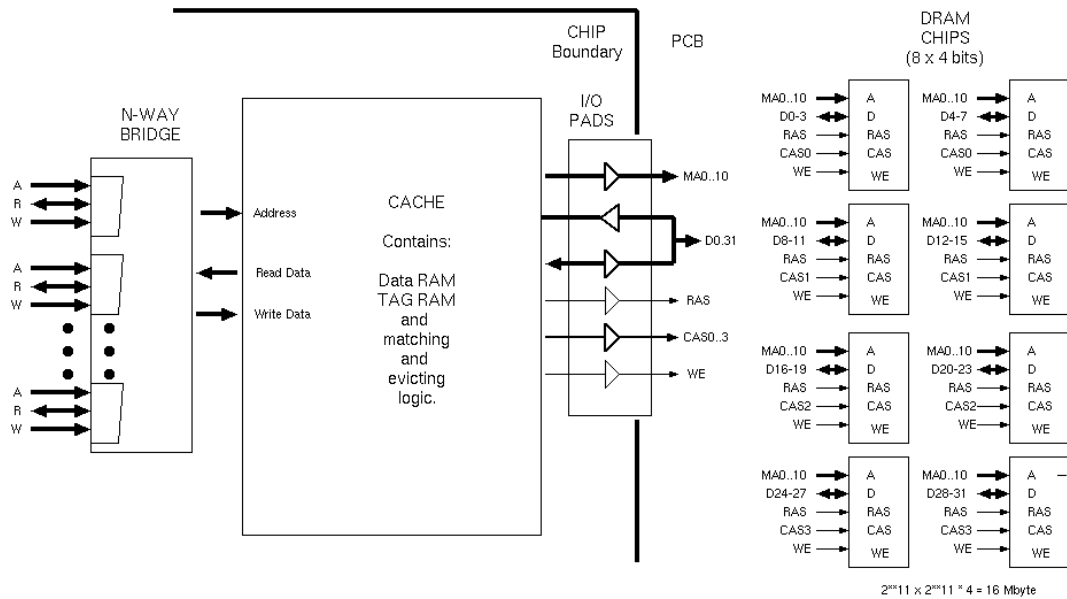 CHIP
Boundary
PCB
DRAM
CHIPS
(8 x 4 bits)
N-WAY
BRIDGE
I/O
PADS
A
R
W
A
R
W
A
R
W
Address
Read Data
Write Data
CACHE
Contains:
Data RAM
TAG RAM
and
matching
and
evicting
logic.
MA0..10
D0.31
RAS
CAS0..3
WE
MA0..10 A
D0-3 D
RAS RAS
CAS0 CAS
WE WE
MA0..10 A
D4-7 D
RAS RAS
CAS0 CAS
WE WE
MA0..10 A
D8-11 D
RAS RAS
CAS1 CAS
WE WE
MA0..10 A
D12-15 D
RAS RAS
CAS1 CAS
WE WE
MA0..10 A
D16-19 D
RAS RAS
CAS2 CAS
WE WE
MA0..10 A
D20-23 D
RAS RAS
CAS2 CAS
WE WE
MA0..10 A
D24-27 D
RAS RAS
CAS3 CAS
WE WE
MA0..10 A
D28-31 D
RAS RAS
CAS3 CAS
WE WE
2**11 x 2**11 * 4 = 16 Mbyte